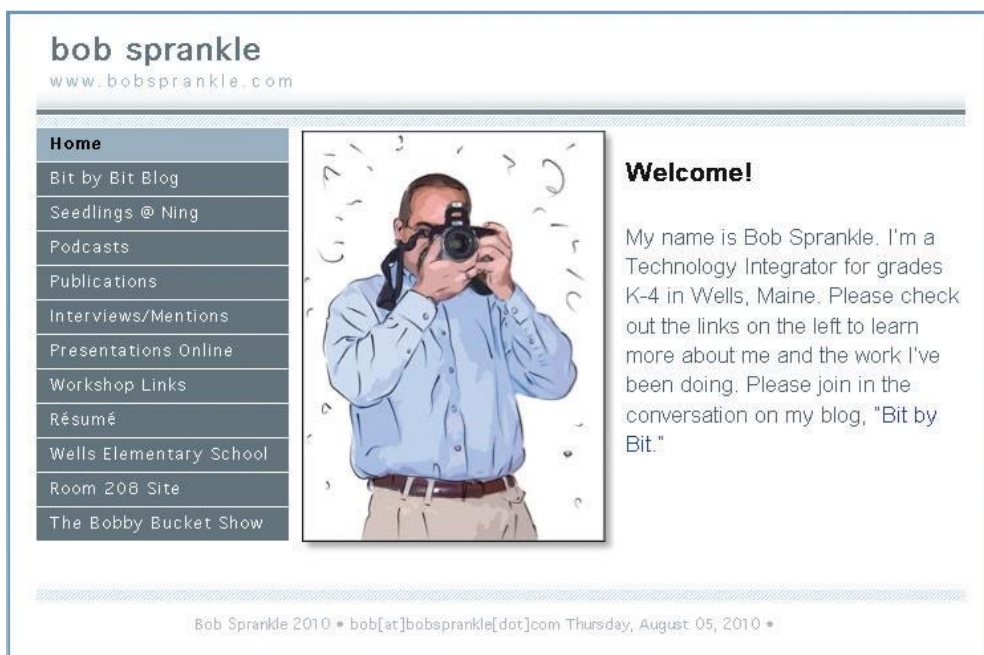 bob sprankle
www.bobsprankle.com
Home
Bit by Bit Blog
Seedlings @ Ning
Podcasts
Publications
Interviews/Mentions
Presentations Online
Workshop Links
Résumé
Wells Elementary School
Room 208 Site
The Bobby Bucket Show
Welcome!
My name is Bob Sprankle. I'm a
Technology Integrator for grades
K-4 in Wells, Maine. Please check
out the links on the left to learn
more about me and the work I've
been doing. Please join in the
conversation on my blog, "Bit by
Bit."
Bob Sprankle 2010 • bob[at]bobsprankle[dot]com Thursday, August 05, 2010 •